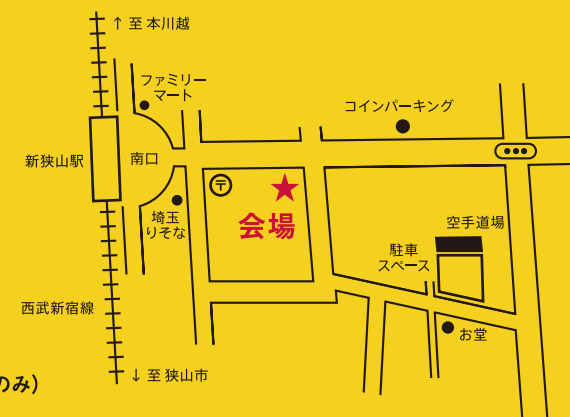 ↑ 至 本川越
ファミリー
マート
コインパーキング
新狭山駅
南口
〒
埼玉
りそな
会場
空手道場
駐車
スペース
西武新宿線
お堂
↓ 至 狭山市
のみ）